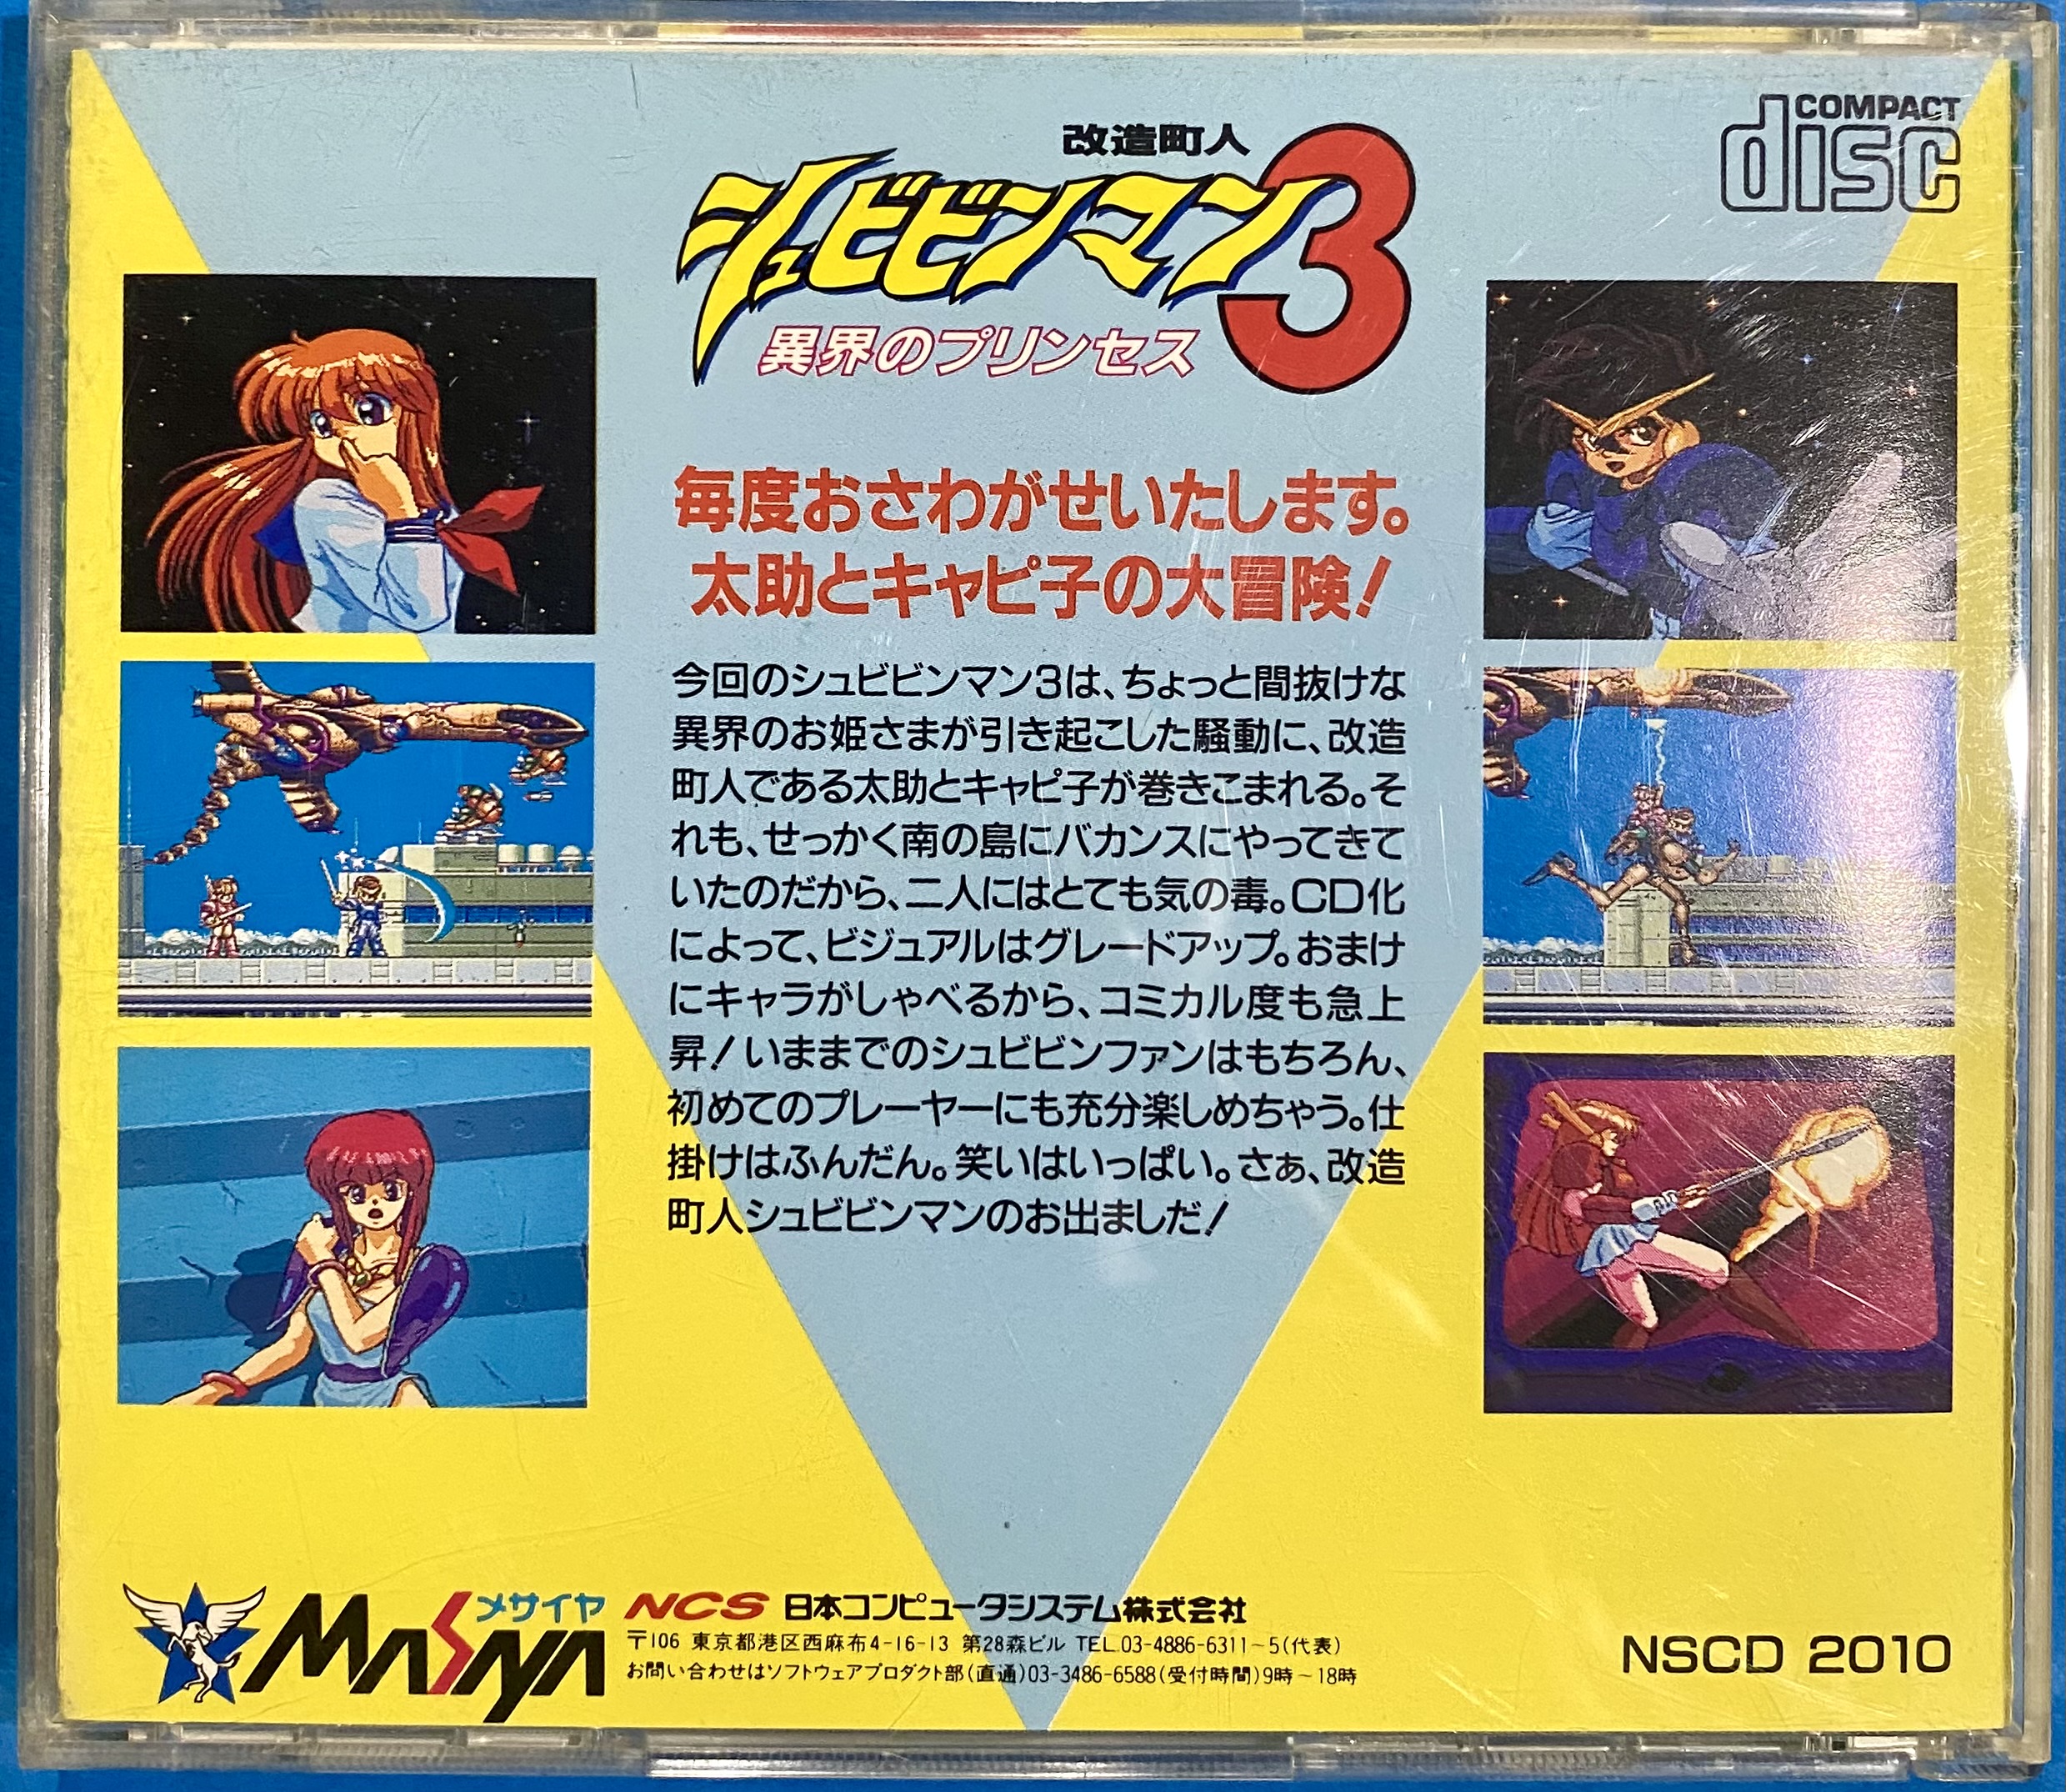 COMPACT
disc
改造町人
シュビビンマン3
異界のプリンセス
毎度おさわがせいたします。
太助とキャピ子の大冒険!
今回のシュビビンマン3は、ちょっと間抜けな
異界のお姫さまが引き起こした騒動に、改造
町人である太助とキャピ子が巻きこまれる。そ
れも、せっかく南の島にバカンスにやってきて
いたのだから、二人にはとても気の毒。CD化
によって、ビジュアルはグレードアップ。おまけ
にキャラがしゃべるから、コミカル度も急上
昇!いままでのシュビビンファンはもちろん、
初めてのプレーヤーにも充分楽しめちゃう。仕
掛けはふんだん。笑いはいっぱい。さぁ、改造
町人シュビビンマンのお出ましだ!
メサイヤ
MASAYA
NCS 日本コンピュータシステム株式会社
〒106 東京都港区西麻布4-16-13 第28森ビル TEL.03-4886-6311~5(代表)
お問い合わせはソフトウェアプロダクト部(直通)03-3486-6588(受付時間)9時~18時
NSCD 2010